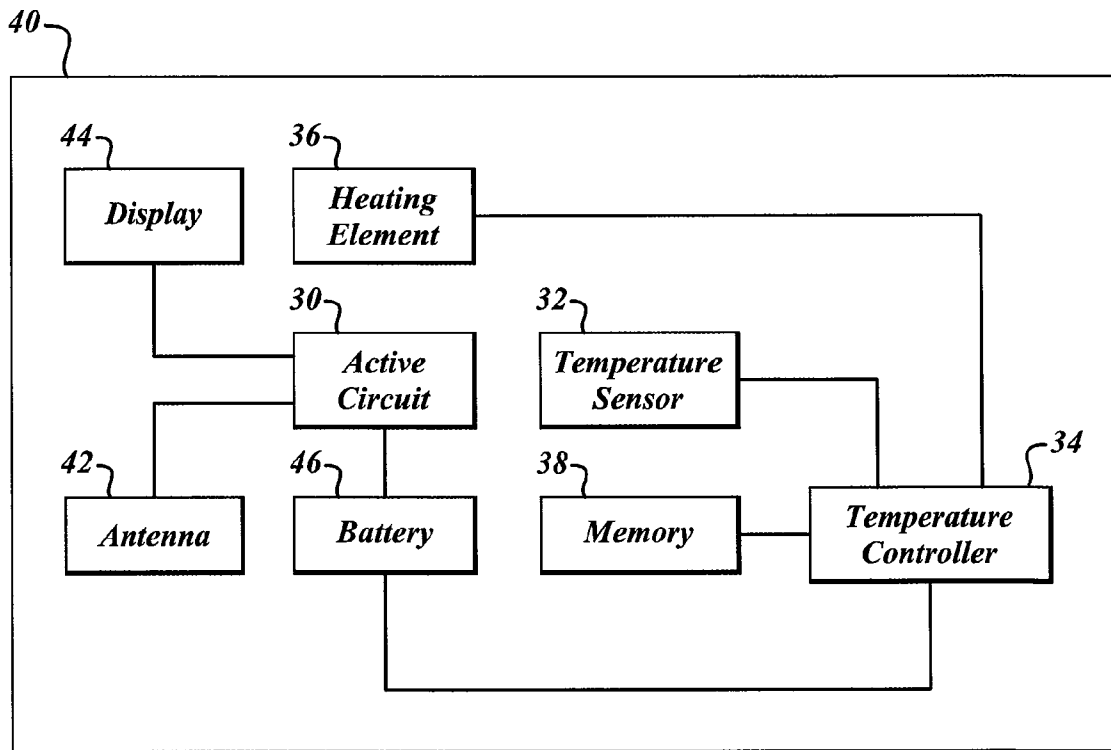 40
44
Display
36
Heating
Element
30
Active
Circuit
32
Temperature
Sensor
42
Antenna
46
Battery
38
Memory
34
Temperature
Controller